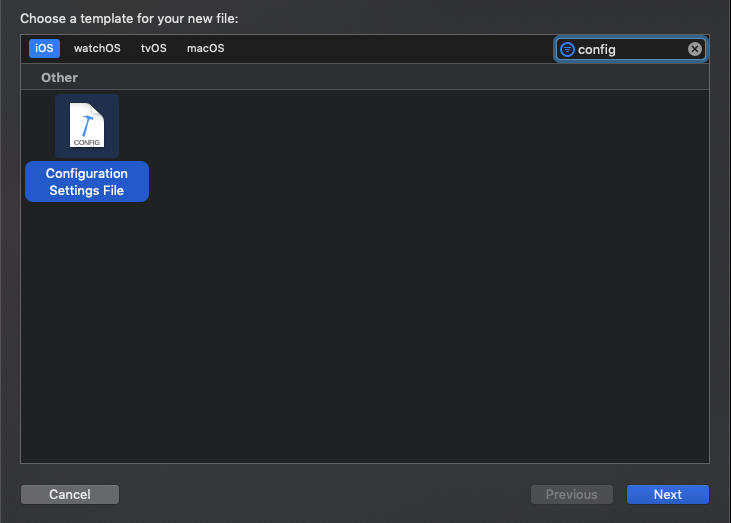 Choose a template for your new file:
iOS watchOS tvOS macOS config
Other
CONFIG
Configuration
Settings File
Cancel Previous Next